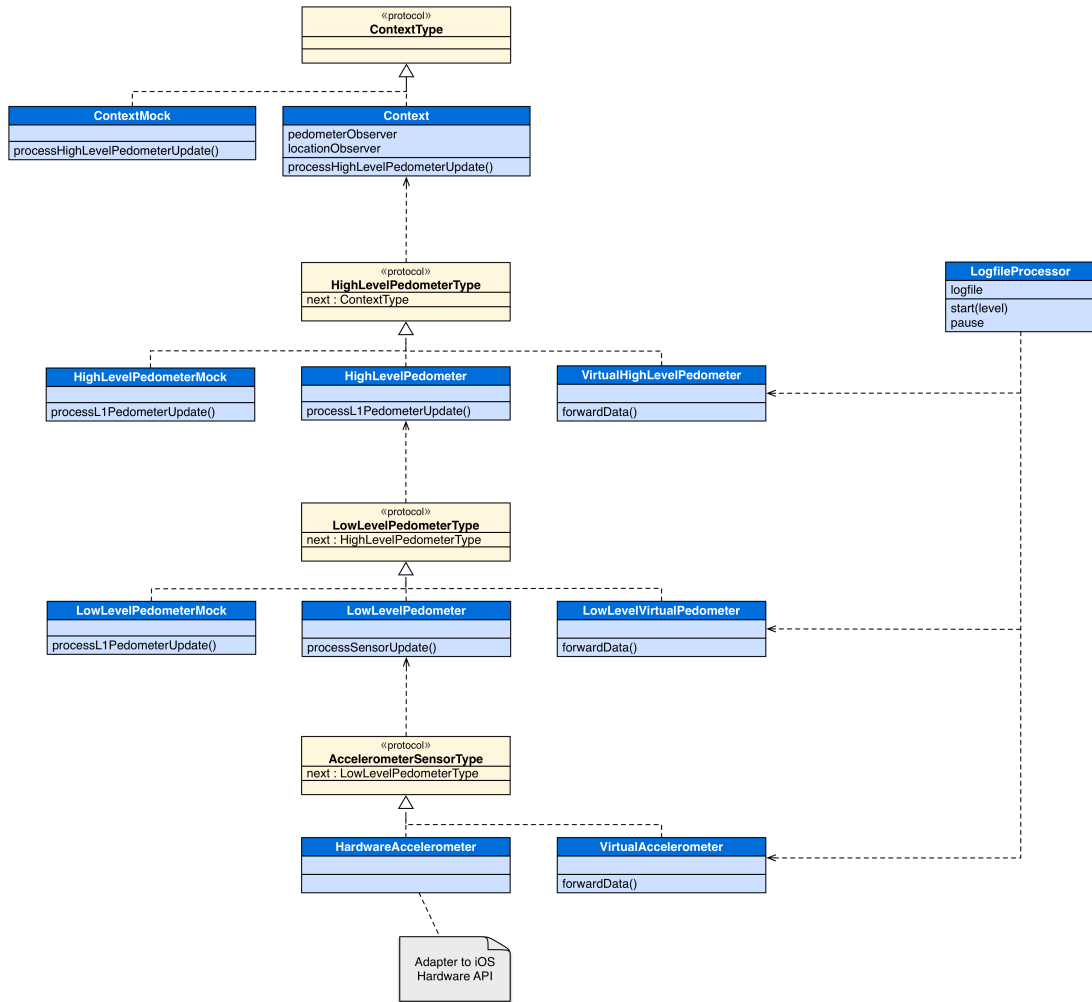 «protocol»
ContextType
ContextMock
processHighLevelPedometerUpdate()
Context
pedometerObserver
locationObserver
processHighLevelPedometerUpdate()
«protocol»
HighLevelPedometerType
next : ContextType
LogfileProcessor
logfile
start(level)
pause
HighLevelPedometerMock
processL1PedometerUpdate()
HighLevelPedometer
processL1PedometerUpdate()
VirtualHighLevelPedometer
forwardData()
«protocol»
LowLevelPedometerType
next : HighLevelPedometerType
LowLevelPedometerMock
processL1PedometerUpdate()
LowLevelPedometer
processSensorUpdate()
LowLevelVirtualPedometer
forwardData()
«protocol»
AccelerometerSensorType
next : LowLevelPedometerType
HardwareAccelerometer
VirtualAccelerometer
forwardData()
Adapter to iOS
Hardware API